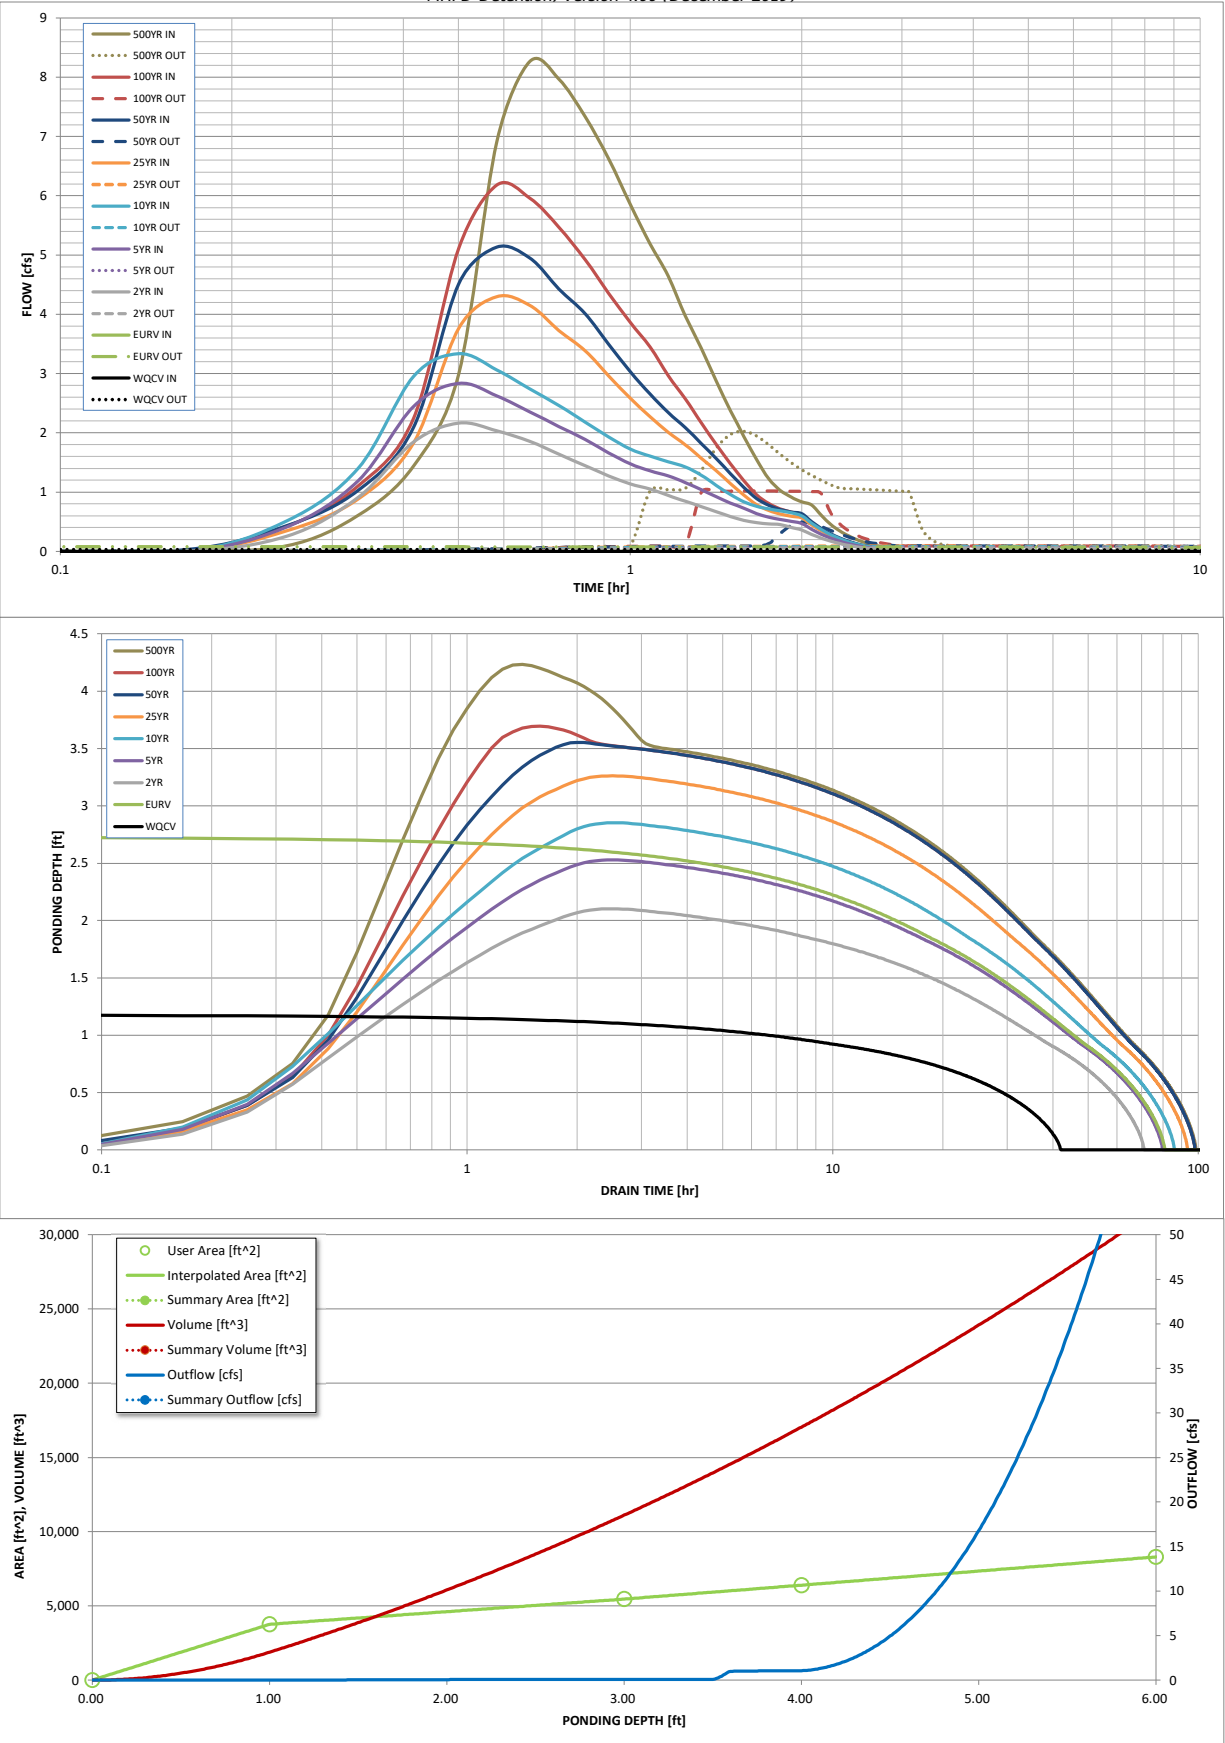 MHFD-Detention, Version 4.00 (December 2019)
9
8
7
6
5
4
3
2
1
0
FLOW [cfs]
500YR IN
500YR OUT
100YR IN
100YR OUT
50YR IN
50YR OUT
25YR IN
25YR OUT
10YR IN
10YR OUT
5YR IN
5YR OUT
2YR IN
2YR OUT
EURV IN
EURV OUT
WQCV IN
WQCV OUT
0.1
1
10
TIME [hr]
4.5
4
3.5
3
2.5
2
1.5
1
0.5
0
PONDING DEPTH [ft]
500YR
100YR
50YR
25YR
10YR
5YR
2YR
EURV
WQCV
0.1
1
10
100
DRAIN TIME [hr]
30,000
25,000
20,000
15,000
10,000
5,000
0
AREA [ft^2], VOLUME [ft^3]
User Area [ft^2]
Interpolated Area [ft^2]
Summary Area [ft^2]
Volume [ft^3]
Summary Volume [ft^3]
Outflow [cfs]
Summary Outflow [cfs]
50
45
40
35
30
25
20
15
10
5
0
OUTFLOW [cfs]
0.00
1.00
2.00
3.00
4.00
5.00
6.00
PONDING DEPTH [ft]